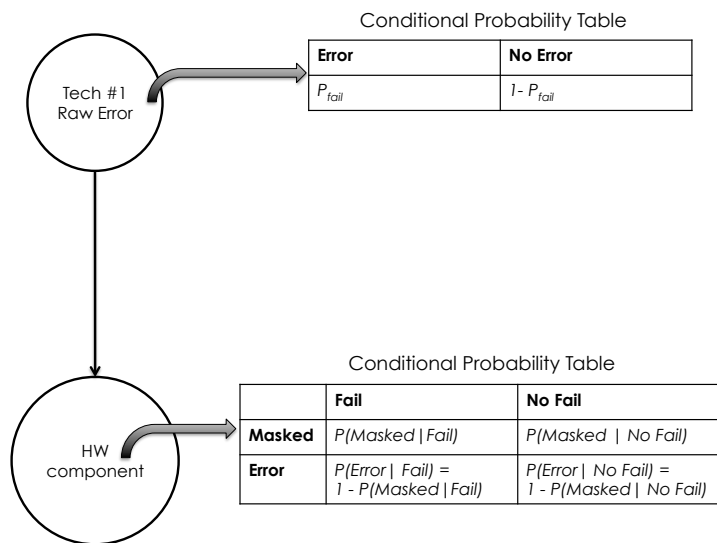 Conditional Probability Table
Tech #1
Raw Error
Error No Error
P_fail 1- P_fail
Conditional Probability Table
HW
component
Fail No Fail
Masked P(Masked|Fail) P(Masked | No Fail)
Error P(Error| Fail) = P(Error| No Fail) =
1 - P(Masked|Fail) 1 - P(Masked| No Fail)